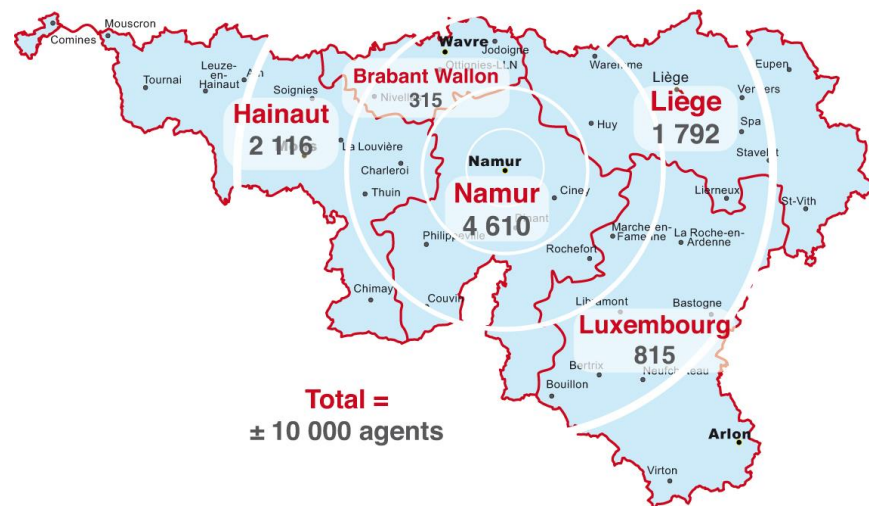 Mouscron
Comines
Wavre
Jodoigne
Ottignies-LLN
Leuze-
en-
Hainaut
Ath
Tournai
Soignies
Brabant Wallon
315
Nivelles
Waremme
Liège
Eupen
Verviers
Hainaut
2 116
Mons
La Louvière
Liège
1 792
Huy
Spa
Stavelot
Charleroi
Thuin
Namur
Namur
4 610
Ciney
Dinant
Lierneux
St-Vith
Philippeville
Marche-en-
Famenne
La Roche-en-
Ardenne
Rochefort
Chimay
Couvin
Libramont
Bastogne
Luxembourg
815
Bertrix
Neufchâteau
Bouillon
Total =
± 10 000 agents
Arlon
Virton